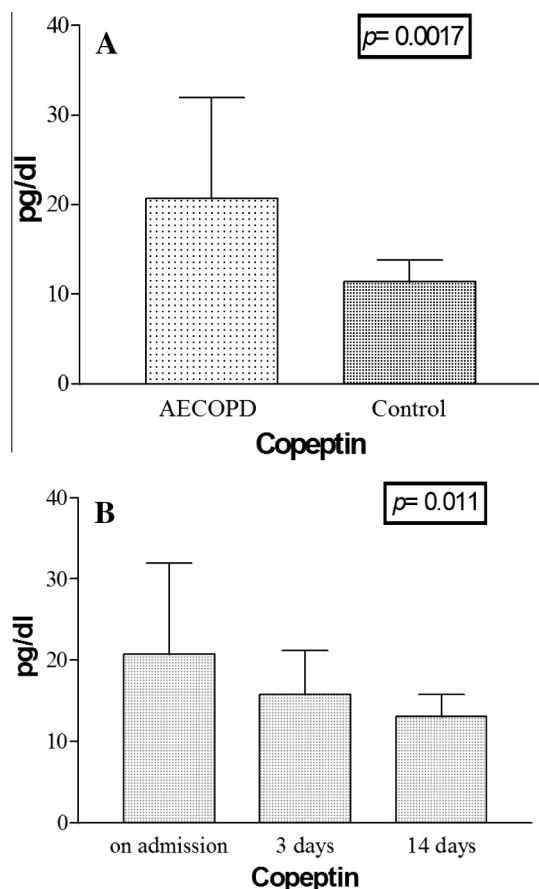 A
p= 0.0017
40
30
20
10
0
pg/dl
AECOPD Control
Copeptin
B
p= 0.011
40
30
20
10
0
pg/dl
on admission 3 days 14 days
Copeptin